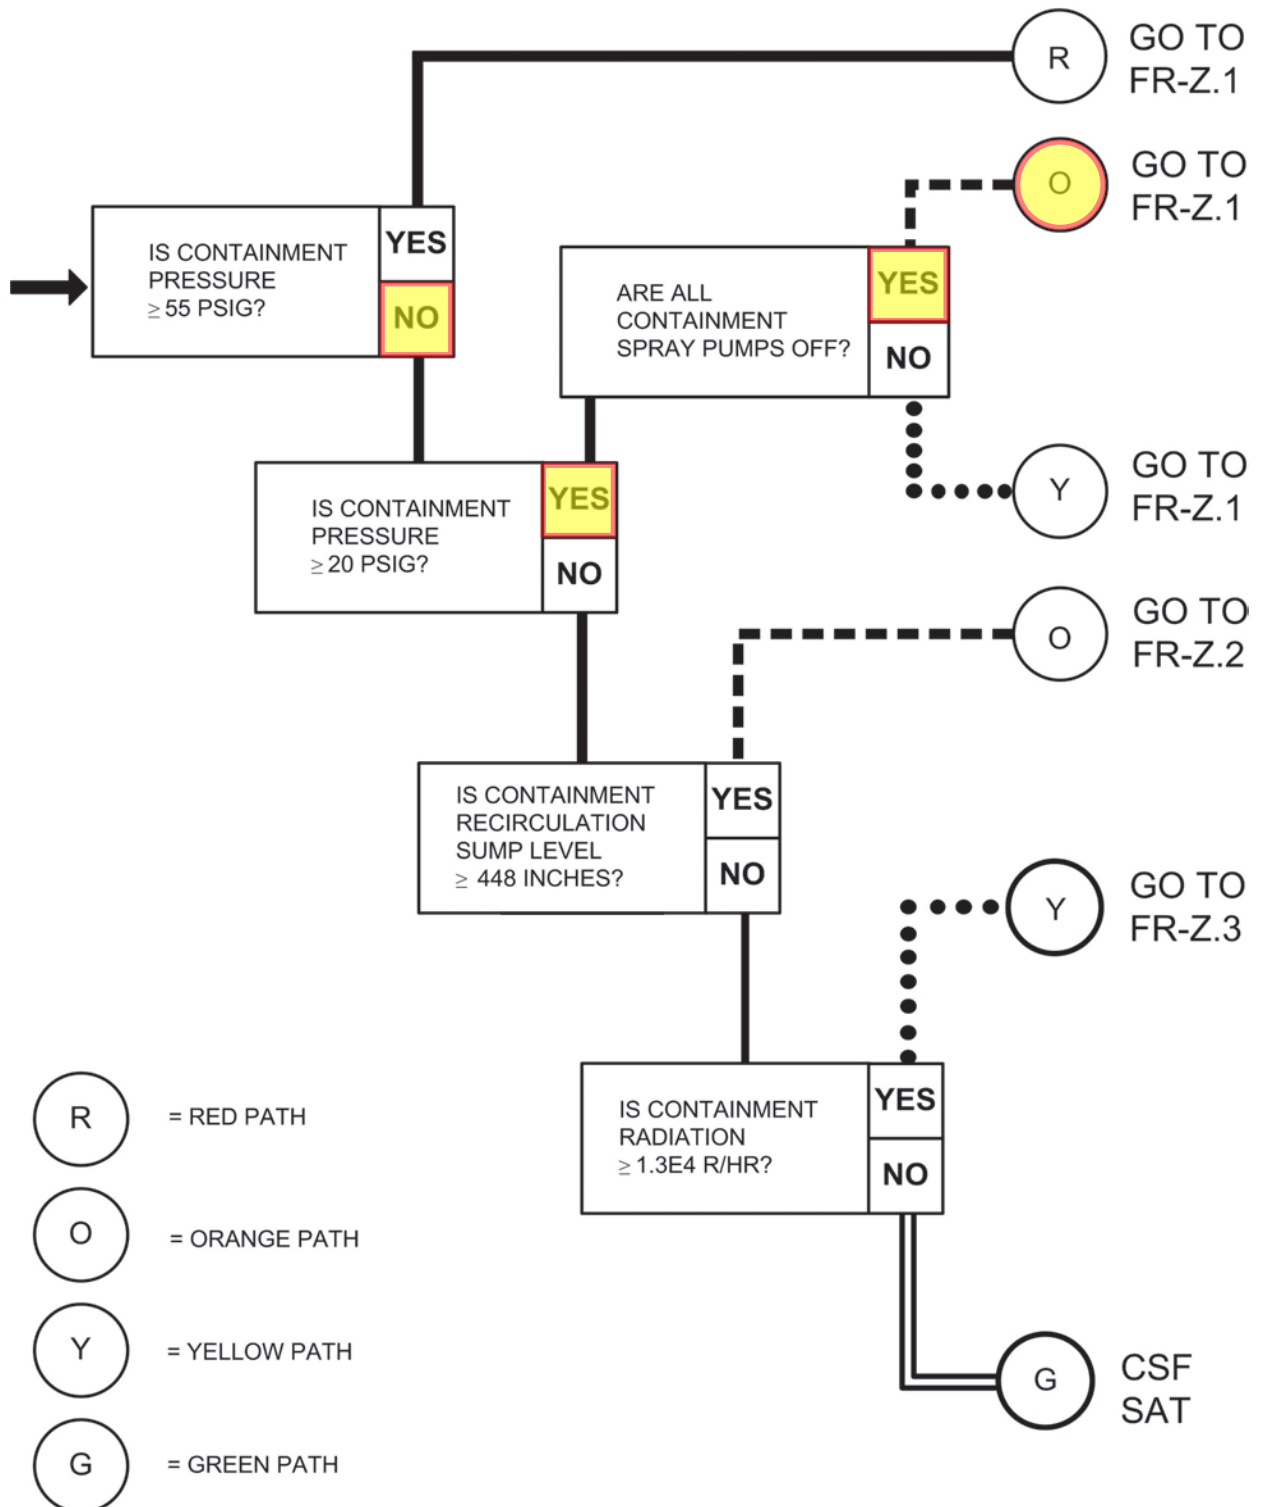 R
GO TO
FR-Z.1
O
GO TO
FR-Z.1
IS CONTAINMENT
PRESSURE
≥ 55 PSIG?
YES
NO
ARE ALL
CONTAINMENT
SPRAY PUMPS OFF?
YES
NO
Y
GO TO
FR-Z.1
IS CONTAINMENT
PRESSURE
≥ 20 PSIG?
YES
NO
O
GO TO
FR-Z.2
IS CONTAINMENT
RECIRCULATION
SUMP LEVEL
≥ 448 INCHES?
YES
NO
Y
GO TO
FR-Z.3
IS CONTAINMENT
RADIATION
≥ 1.3E4 R/HR?
YES
NO
G
CSF
SAT
R = RED PATH
O = ORANGE PATH
Y = YELLOW PATH
G = GREEN PATH